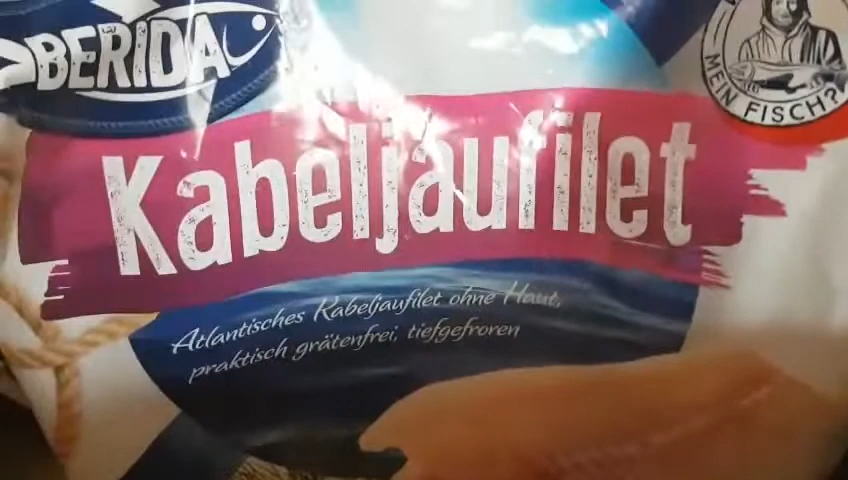 BERIDA
MEIN FISCH?
Kabeljaufilet
Atlantisches Kabeljaufilet ohne Haut,
praktisch grätenfrei, tiefgefroren